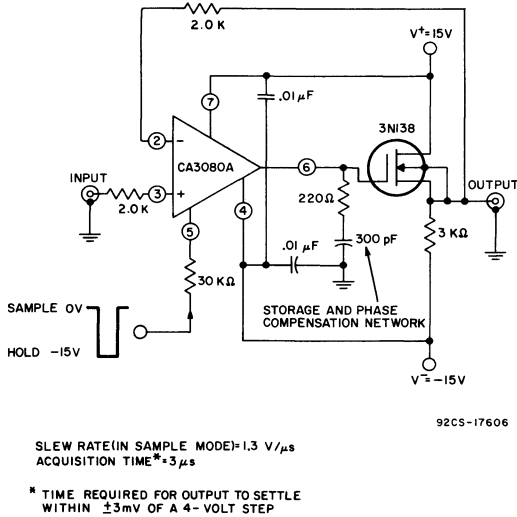 2.0 K
V+=15V
7
.01 µF
3N138
2
-
CA3080A
6
INPUT
3
+
OUTPUT
2.0 K
4
220Ω
5
3 KΩ
.01 µF
300 pF
30 KΩ
SAMPLE 0V
STORAGE AND PHASE
COMPENSATION NETWORK
HOLD -15V
V-=-15V
92CS-17606
SLEW RATE(IN SAMPLE MODE)=1.3 V/µs
ACQUISITION TIME*=3µs
* TIME REQUIRED FOR OUTPUT TO SETTLE
WITHIN ±3mV OF A 4-VOLT STEP